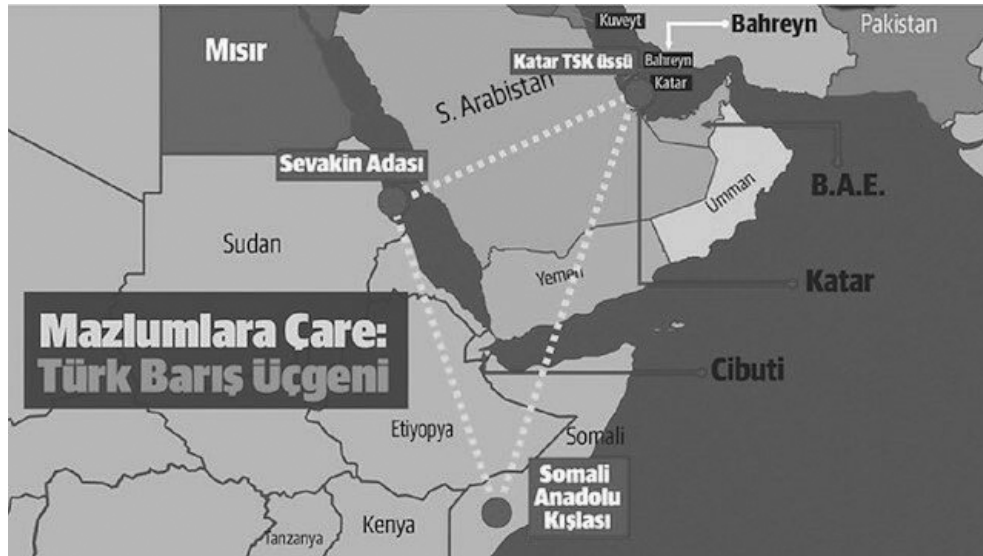 Kuveyt
Bahreyn
Pakistan
Mısır
Katar TSK üssü
Bahreyn
Katar
S. Arabistan
Sevakin Adası
B.A.E.
Umman
Sudan
Yemen
Katar
Mazlumlara Çare:
Türk Barış Üçgeni
Cibuti
Etiyopya
Somali
Somali
Anadolu
Kışlası
Kenya
Tanzanya